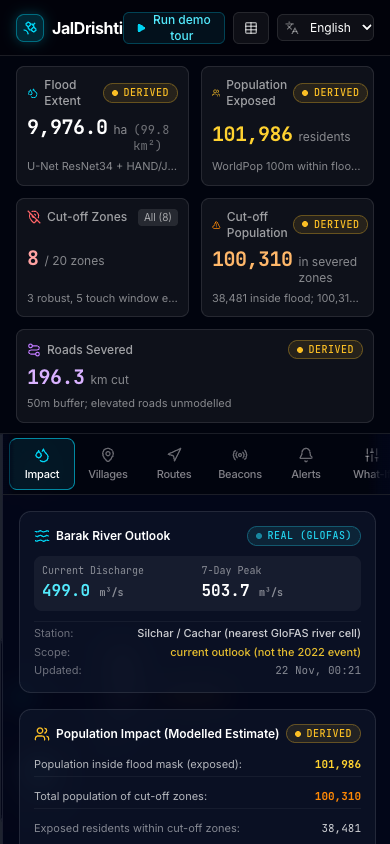 JalDrishti
Run demo tour
English
Flood Extent
DERIVED
9,976.0 ha (99.8 km²)
U-Net ResNet34 + HAND/J…
Population Exposed
DERIVED
101,986 residents
WorldPop 100m within floo…
Cut-off Zones
All (8)
8 / 20 zones
3 robust, 5 touch window e…
Cut-off Population
DERIVED
100,310 in severed zones
38,481 inside flood; 100,31…
Roads Severed
DERIVED
196.3 km cut
50m buffer; elevated roads unmodelled
Impact
Villages
Routes
Beacons
Alerts
What-
Barak River Outlook
REAL (GLOFAS)
Current Discharge
7-Day Peak
499.0 m³/s
503.7 m³/s
Station: Silchar / Cachar (nearest GloFAS river cell)
Scope: current outlook (not the 2022 event)
Updated: 22 Nov, 00:21
Population Impact (Modelled Estimate)
DERIVED
Population inside flood mask (exposed): 101,986
Total population of cut-off zones: 100,310
Exposed residents within cut-off zones: 38,481